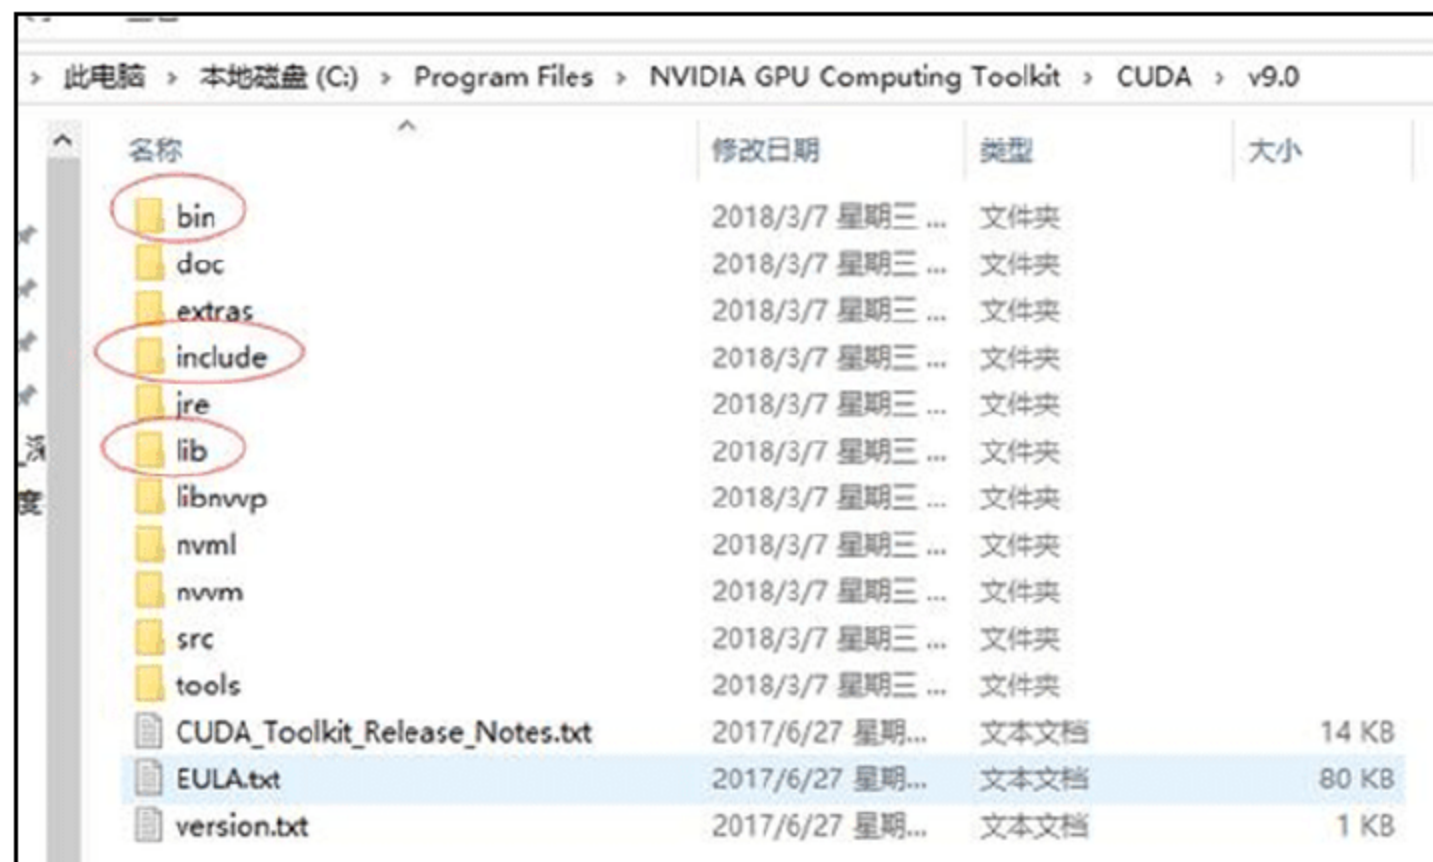 › 此电脑 › 本地磁盘 (C:) › Program Files › NVIDIA GPU Computing Toolkit › CUDA › v9.0
名称 修改日期 类型 大小
bin 2018/3/7 星期三 ... 文件夹
doc 2018/3/7 星期三 ... 文件夹
extras 2018/3/7 星期三 ... 文件夹
include 2018/3/7 星期三 ... 文件夹
jre 2018/3/7 星期三 ... 文件夹
lib 2018/3/7 星期三 ... 文件夹
_深
libnvvp 2018/3/7 星期三 ... 文件夹
度
nvml 2018/3/7 星期三 ... 文件夹
nvvm 2018/3/7 星期三 ... 文件夹
src 2018/3/7 星期三 ... 文件夹
tools 2018/3/7 星期三 ... 文件夹
CUDA_Toolkit_Release_Notes.txt 2017/6/27 星期... 文本文档 14 KB
EULA.txt 2017/6/27 星期... 文本文档 80 KB
version.txt 2017/6/27 星期... 文本文档 1 KB